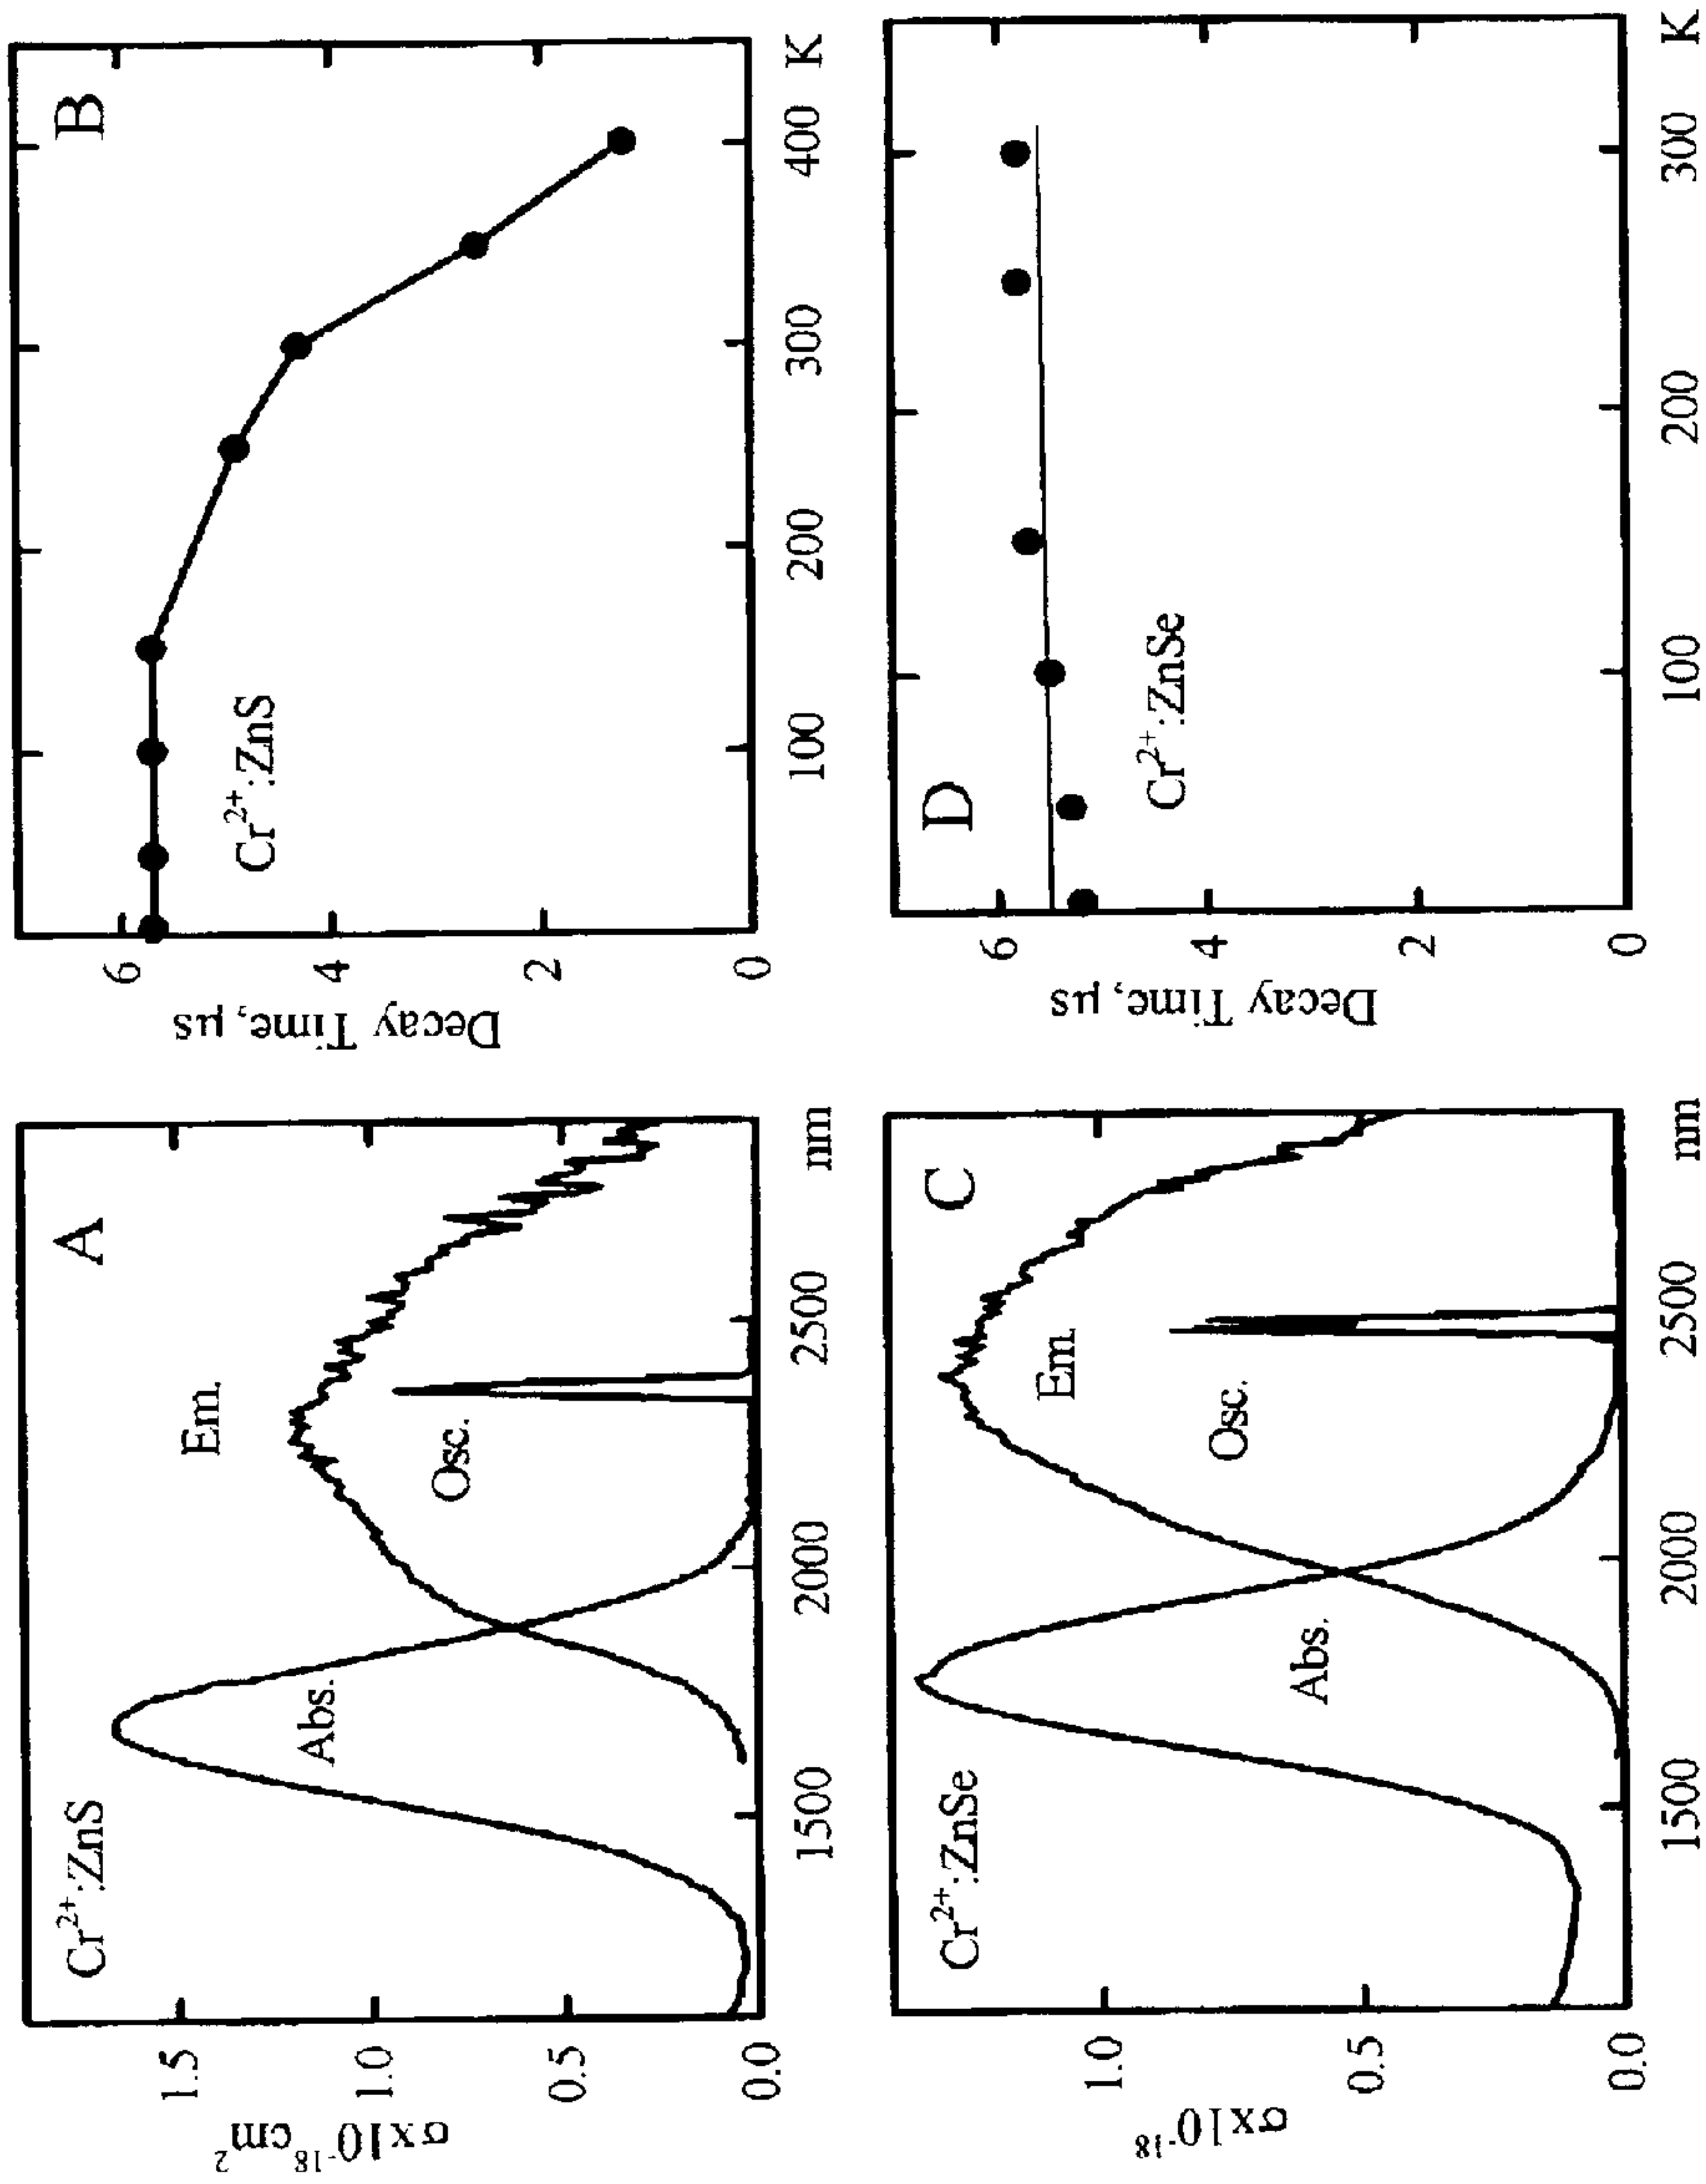 Cr²⁺:ZnS
A
Em.
Osc.
Abs.
1.5
1.0
0.5
0.0
σx10⁻¹⁸cm²
1500
2000
2500
nm
B
Cr²⁺:ZnS
6
4
2
0
Decay Time, μs
100
200
300
400
K
Cr²⁺:ZnSe
C
Em.
Osc.
Abs.
1.0
0.5
0.0
σx10⁻¹⁸
1500
2000
2500
nm
D
Cr²⁺:ZnSe
6
4
2
0
Decay Time, μs
100
200
300
K